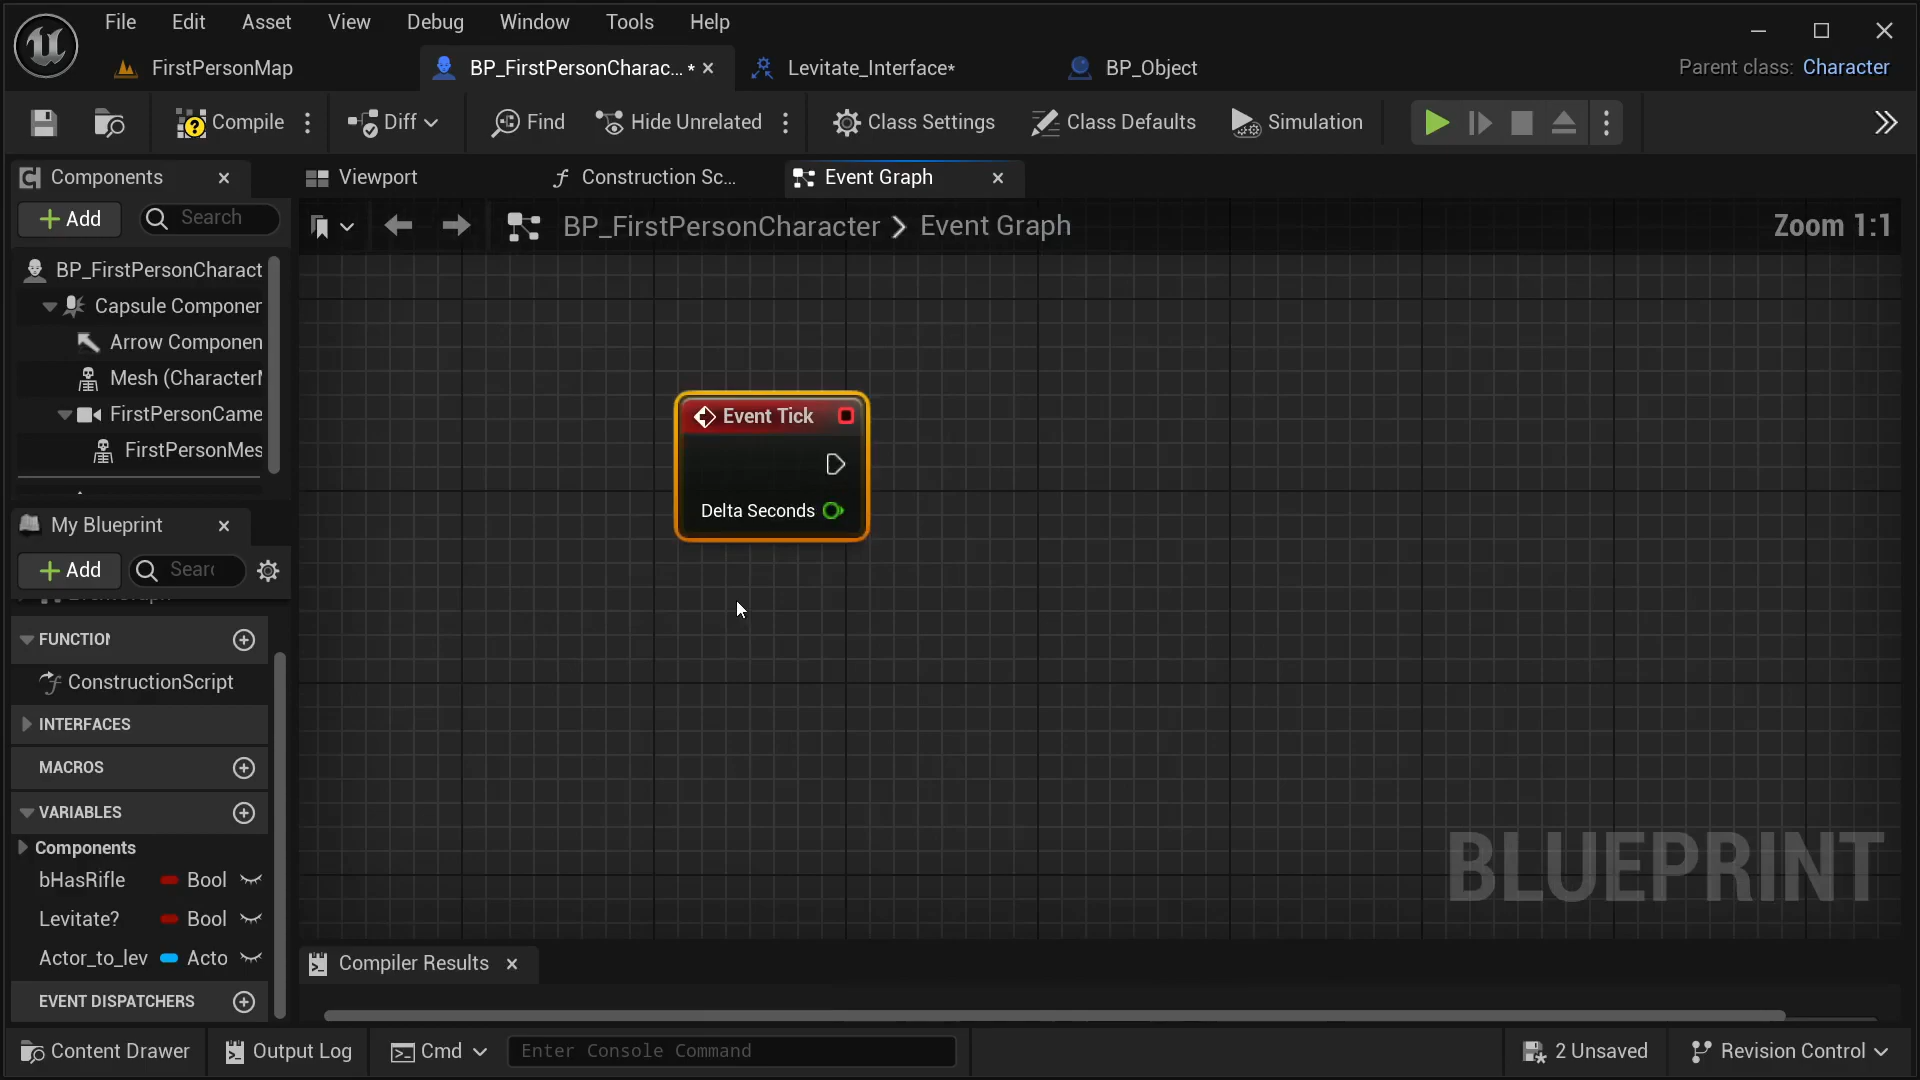 File Edit Asset View Debug Window Tools Help
FirstPersonMap BP_FirstPersonCharac... * Levitate_Interface* BP_Object Parent class: Character
Compile Diff Find Hide Unrelated Class Settings Class Defaults Simulation
Components
Add Search
BP_FirstPersonCharact
Capsule Componen
Arrow Componen
Mesh (Character
FirstPersonCame
FirstPersonMes
My Blueprint
Add Sear
FUNCTION
ConstructionScript
INTERFACES
MACROS
VARIABLES
Components
bHasRifle Bool
Levitate? Bool
Actor_to_lev Acto
EVENT DISPATCHERS
Viewport Construction Sc... Event Graph
BP_FirstPersonCharacter > Event Graph Zoom 1:1
Event Tick
Delta Seconds
BLUEPRINT
Compiler Results
Content Drawer Output Log Cmd Enter Console Command 2 Unsaved Revision Control